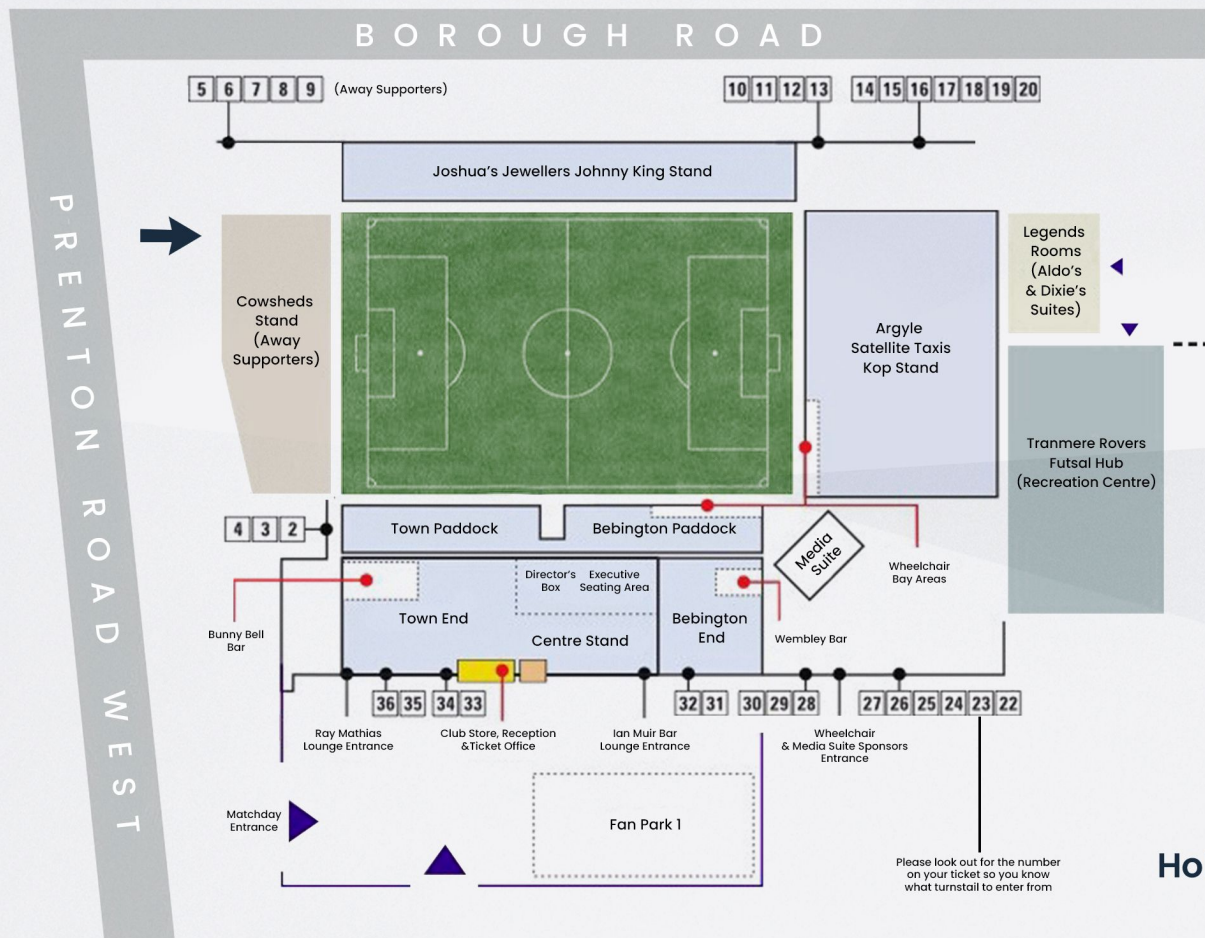 BOROUGH ROAD
5 6 7 8 9 (Away Supporters)
10 11 12 13
14 15 16 17 18 19 20
Joshua's Jewellers Johnny King Stand
PRENTON ROAD WEST
Cowsheds
Stand
(Away
Supporters)
Argyle
Satellite Taxis
Kop Stand
Legends
Rooms
(Aldo's
& Dixie's
Suites)
Tranmere Rovers
Futsal Hub
(Recreation Centre)
4 3 2
Town Paddock
Bebington Paddock
Media
Suite
Wheelchair
Bay Areas
Director's
Box
Executive
Seating Area
Town End
Centre Stand
Bebington
End
Bunny Bell
Bar
Wembley Bar
36 35
34 33
32 31
30 29 28
27 26 25 24 23 22
Ray Mathias
Lounge Entrance
Club Store, Reception
&Ticket Office
Ian Muir Bar
Lounge Entrance
Wheelchair
& Media Suite Sponsors
Entrance
Matchday
Entrance
Fan Park 1
Please look out for the number
on your ticket so you know
what turnstail to enter from
Ho